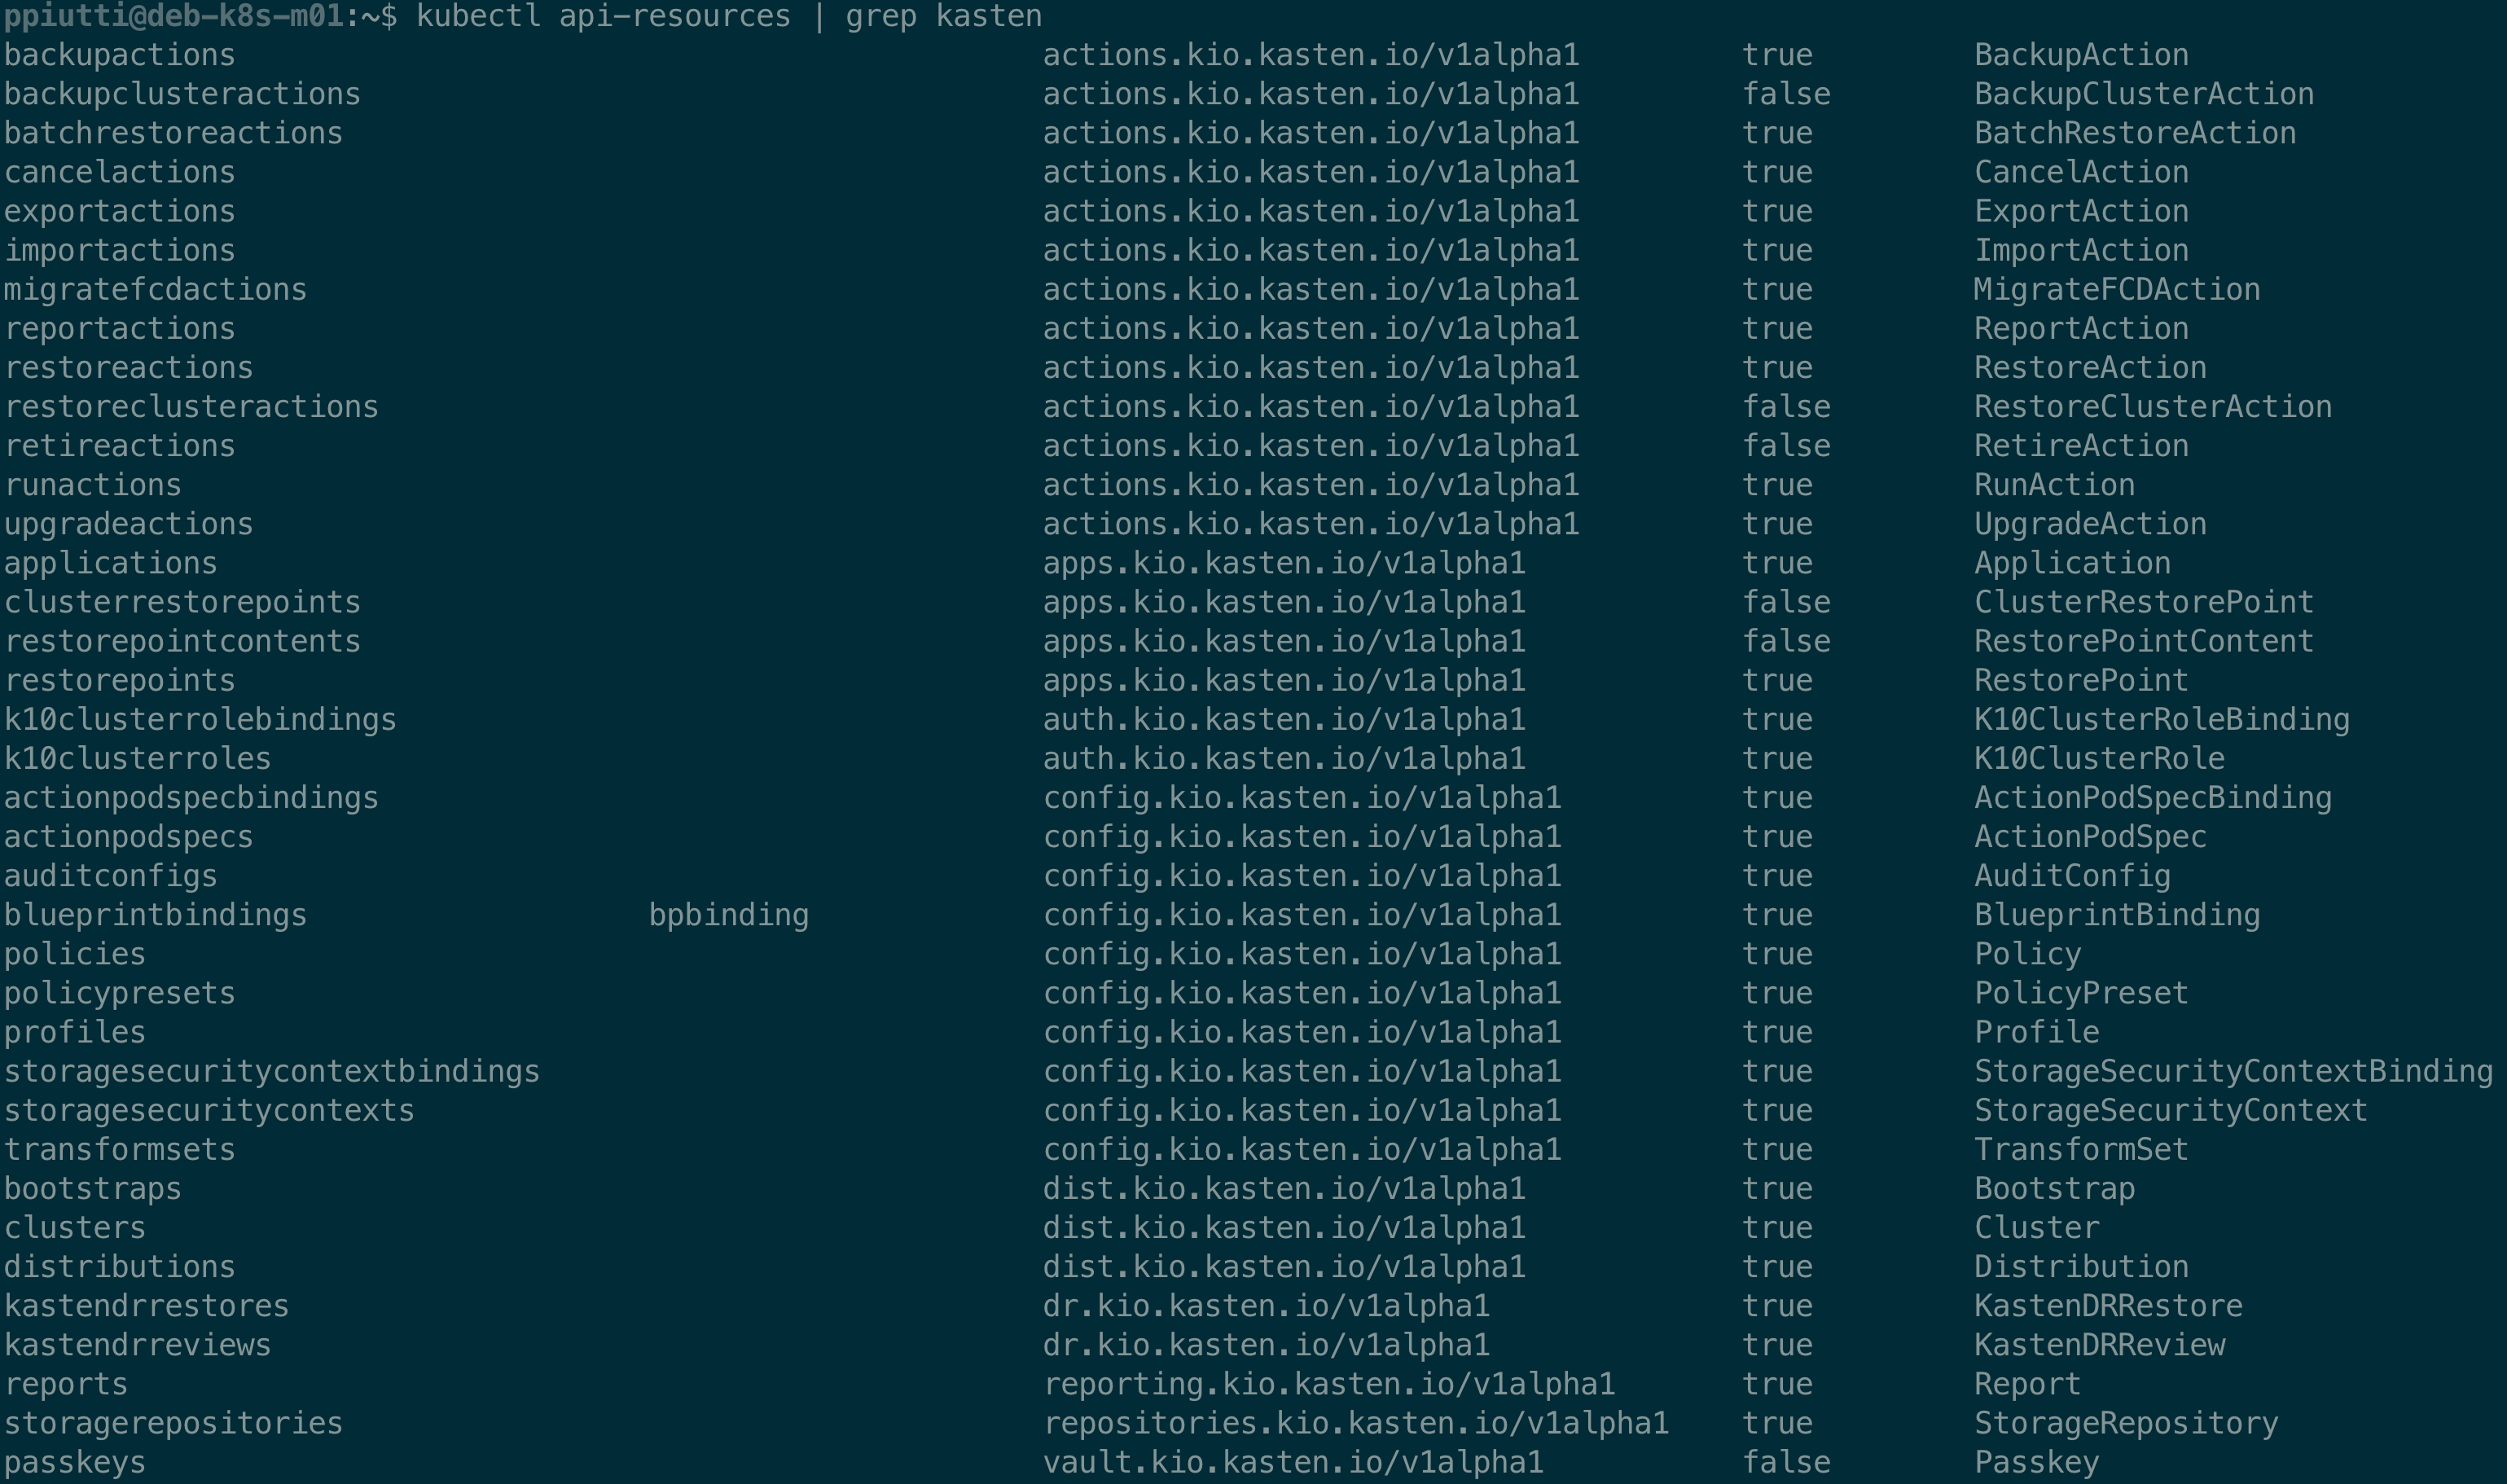 ppiutti@deb-k8s-m01:~$ kubectl api-resources | grep kasten
backupactions actions.kio.kasten.io/v1alpha1 true BackupAction
backupclusteractions actions.kio.kasten.io/v1alpha1 false BackupClusterAction
batchrestoreactions actions.kio.kasten.io/v1alpha1 true BatchRestoreAction
cancelactions actions.kio.kasten.io/v1alpha1 true CancelAction
exportactions actions.kio.kasten.io/v1alpha1 true ExportAction
importactions actions.kio.kasten.io/v1alpha1 true ImportAction
migratefcdactions actions.kio.kasten.io/v1alpha1 true MigrateFCDAction
reportactions actions.kio.kasten.io/v1alpha1 true ReportAction
restoreactions actions.kio.kasten.io/v1alpha1 true RestoreAction
restoreclusteractions actions.kio.kasten.io/v1alpha1 false RestoreClusterAction
retireactions actions.kio.kasten.io/v1alpha1 false RetireAction
runactions actions.kio.kasten.io/v1alpha1 true RunAction
upgradeactions actions.kio.kasten.io/v1alpha1 true UpgradeAction
applications apps.kio.kasten.io/v1alpha1 true Application
clusterrestorepoints apps.kio.kasten.io/v1alpha1 false ClusterRestorePoint
restorepointcontents apps.kio.kasten.io/v1alpha1 false RestorePointContent
restorepoints apps.kio.kasten.io/v1alpha1 true RestorePoint
k10clusterrolebindings auth.kio.kasten.io/v1alpha1 true K10ClusterRoleBinding
k10clusterroles auth.kio.kasten.io/v1alpha1 true K10ClusterRole
actionpodspecbindings config.kio.kasten.io/v1alpha1 true ActionPodSpecBinding
actionpodspecs config.kio.kasten.io/v1alpha1 true ActionPodSpec
auditconfigs config.kio.kasten.io/v1alpha1 true AuditConfig
blueprintbindings bpbinding config.kio.kasten.io/v1alpha1 true BlueprintBinding
policies config.kio.kasten.io/v1alpha1 true Policy
policypresets config.kio.kasten.io/v1alpha1 true PolicyPreset
profiles config.kio.kasten.io/v1alpha1 true Profile
storagesecuritycontextbindings config.kio.kasten.io/v1alpha1 true StorageSecurityContextBinding
storagesecuritycontexts config.kio.kasten.io/v1alpha1 true StorageSecurityContext
transformsets config.kio.kasten.io/v1alpha1 true TransformSet
bootstraps dist.kio.kasten.io/v1alpha1 true Bootstrap
clusters dist.kio.kasten.io/v1alpha1 true Cluster
distributions dist.kio.kasten.io/v1alpha1 true Distribution
kastendrrestores dr.kio.kasten.io/v1alpha1 true KastenDRRestore
kastendrreviews dr.kio.kasten.io/v1alpha1 true KastenDRReview
reports reporting.kio.kasten.io/v1alpha1 true Report
storagerepositories repositories.kio.kasten.io/v1alpha1 true StorageRepository
passkeys vault.kio.kasten.io/v1alpha1 false Passkey